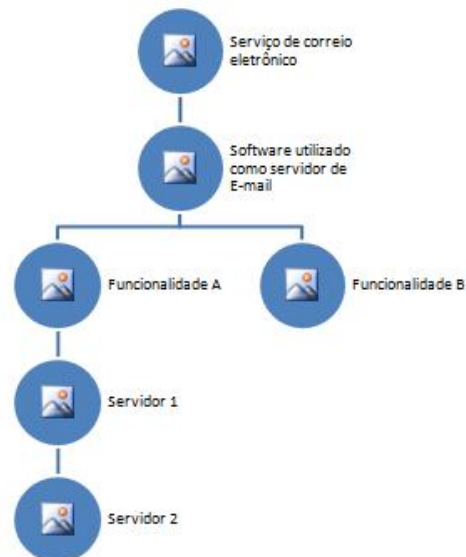 Serviço de correio
eletrônico
Software utilizado
como servidor de
E-mail
Funcionalidade A
Funcionalidade B
Servidor 1
Servidor 2